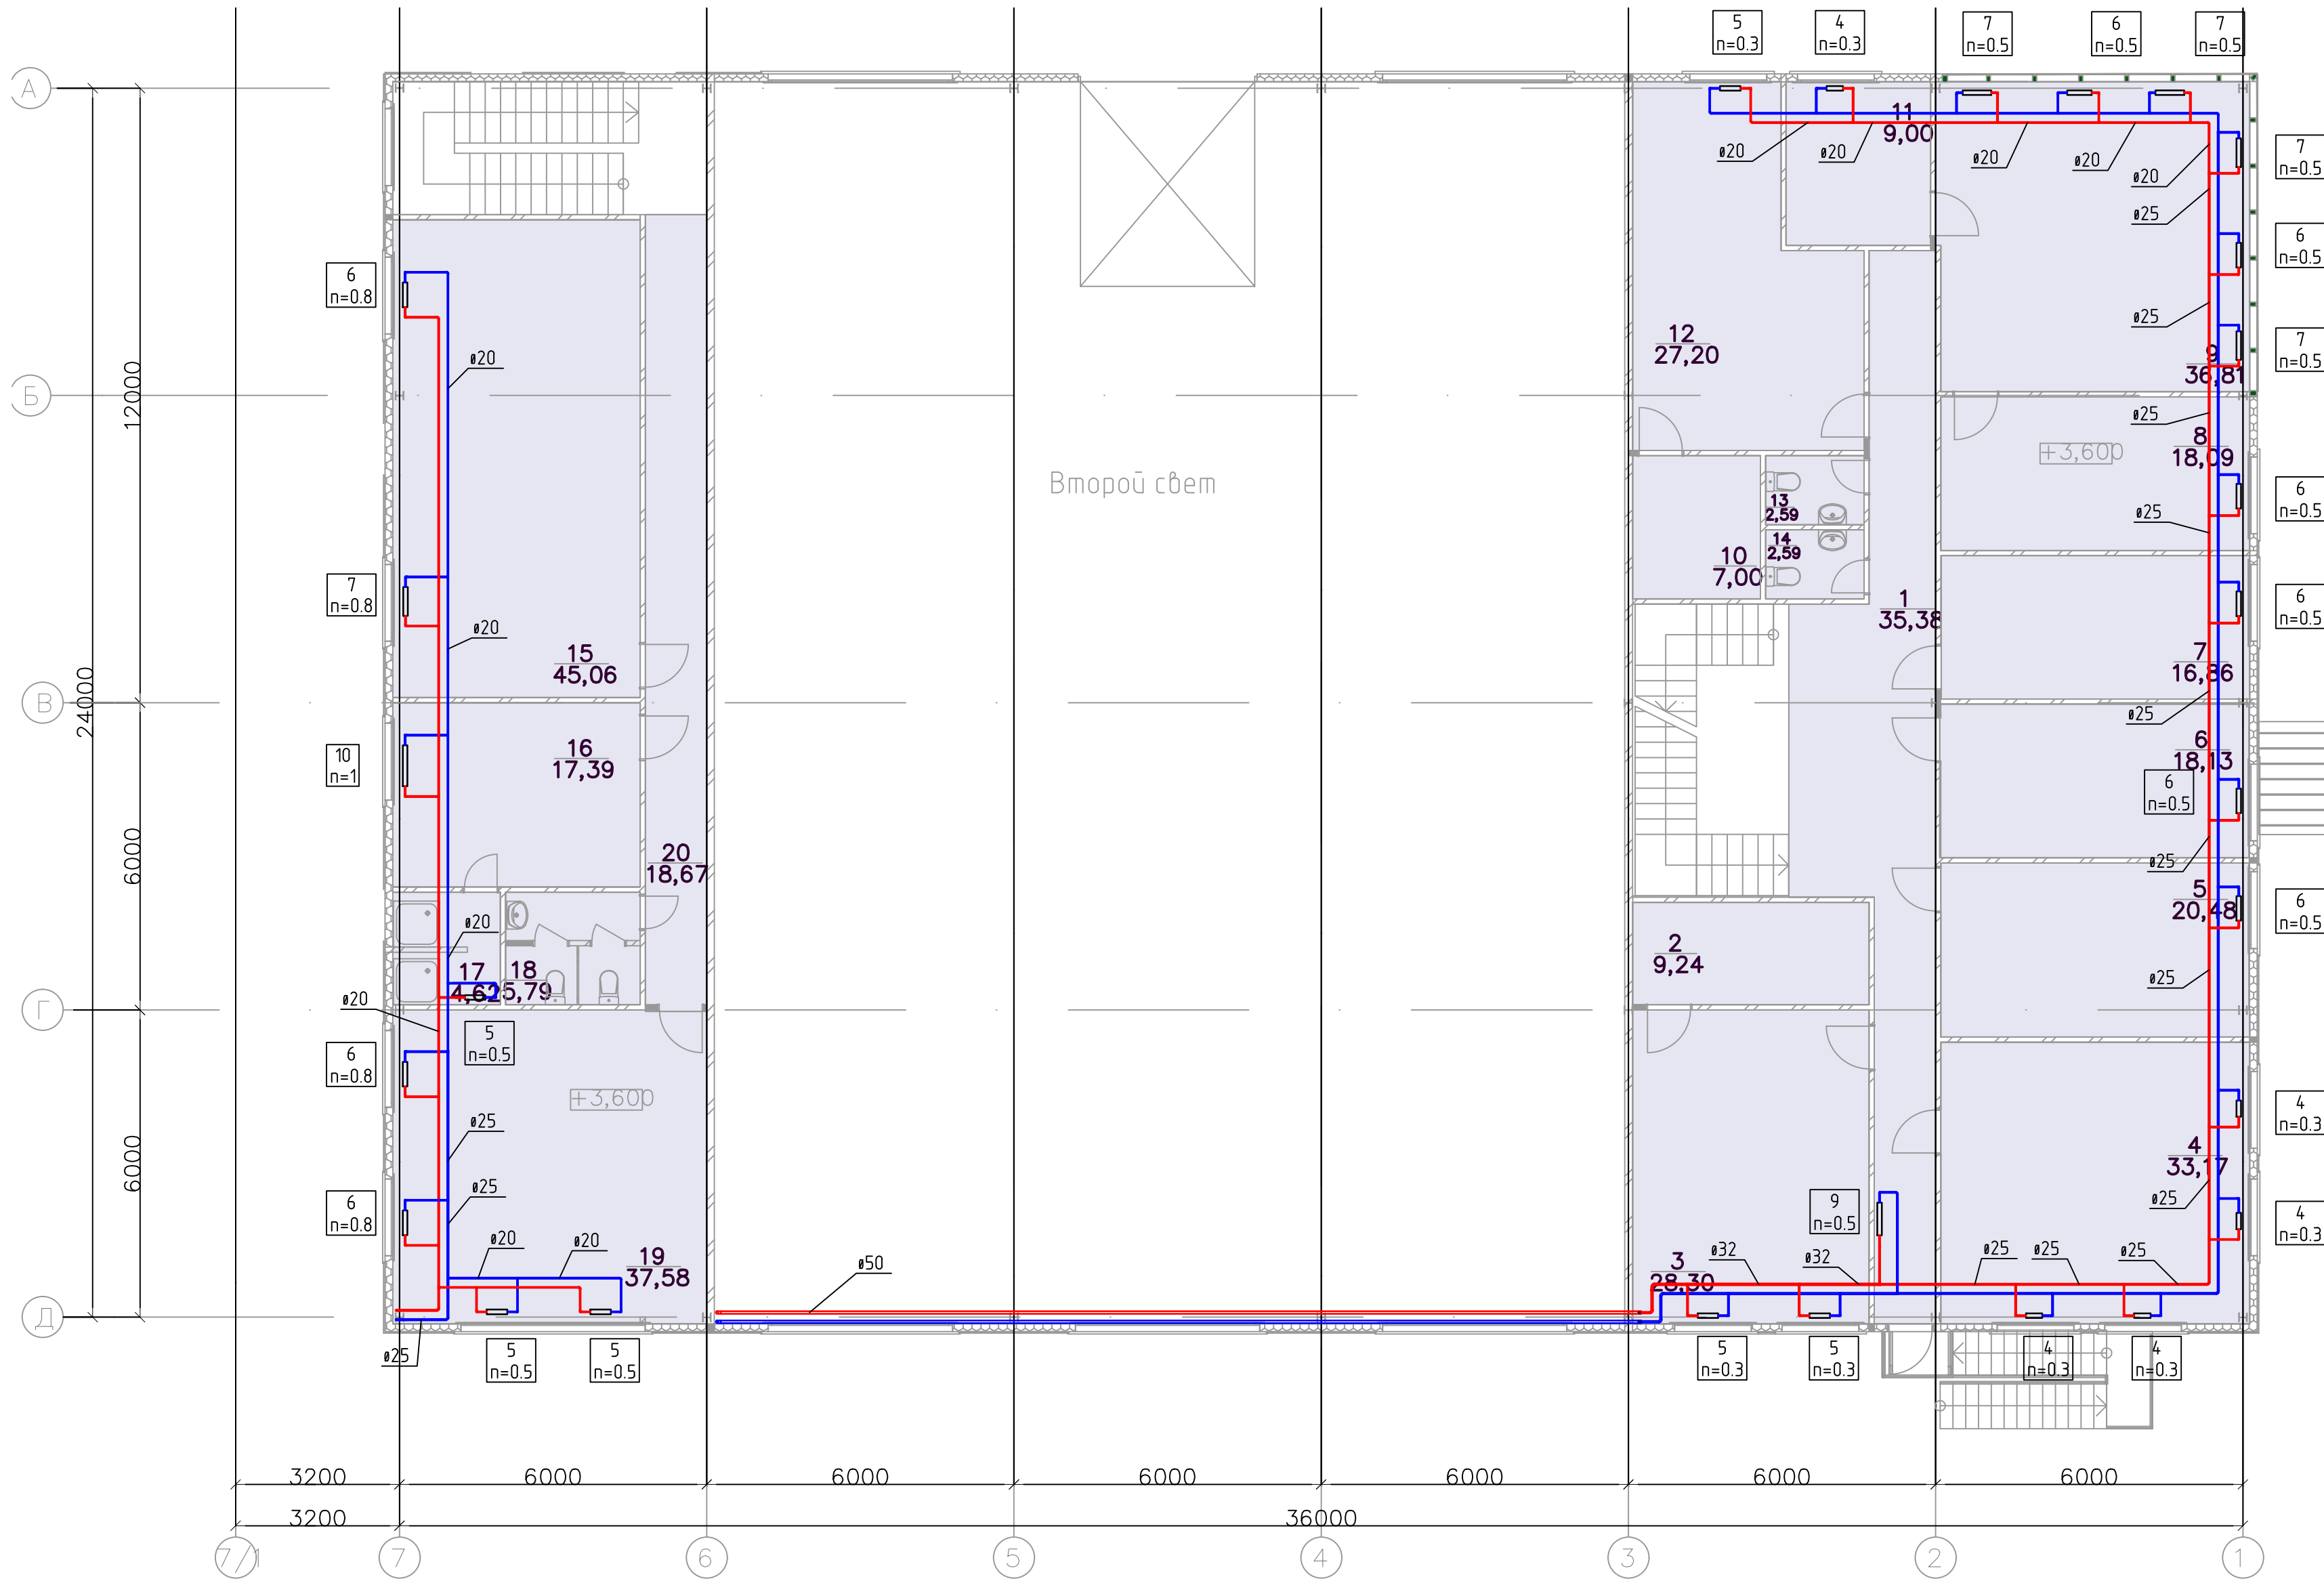 5
n=0.3
4
n=0.3
7
n=0.5
6
n=0.5
7
n=0.5
А
11
9,00
ø20
ø20
ø20
ø20
ø20
7
n=0.5
ø25
6
n=0.5
6
n=0.8
ø25
12
27,20
7
n=0.5
9
36,81
ø20
12000
Б
ø25
8
18,09
+3,600
Второй свет
13
2,59
6
n=0.5
ø25
14
2,59
10
7,00
7
n=0.8
1
35,38
6
n=0.5
ø20
15
45,06
7
16,86
24000
В
ø25
16
17,39
6
18,13
10
n=1
6
n=0.5
20
18,67
6000
ø25
5
20,48
6
n=0.5
ø20
2
9,24
17
4,62
18
5,79
ø25
ø20
Г
5
n=0.5
6
n=0.8
+3,600
4
n=0.3
ø25
4
33,17
6000
ø25
6
n=0.8
9
n=0.5
ø25
4
n=0.3
ø20
ø20
19
37,58
ø50
3
28,30
ø32
ø32
ø25
ø25
ø25
Д
ø25
5
n=0.5
5
n=0.5
5
n=0.3
5
n=0.3
4
n=0.3
4
n=0.3
3200
6000
6000
6000
6000
6000
6000
3200
36000
7/1
7
6
5
4
3
2
1